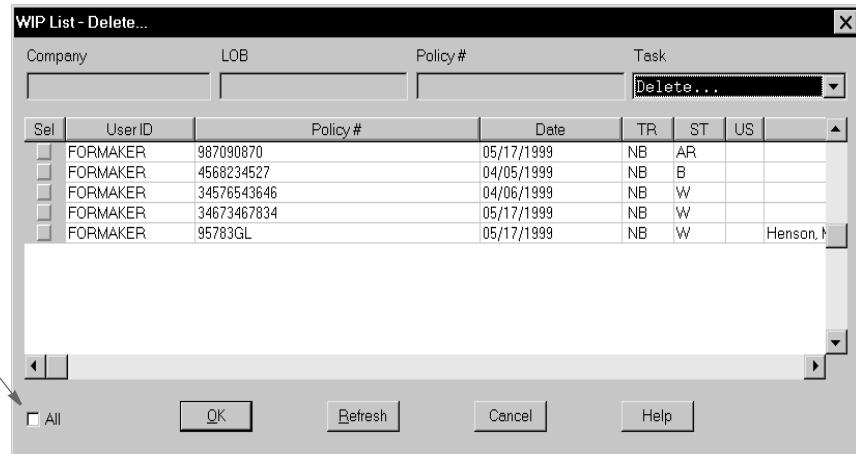 WIP List - Delete...
Company LOB Policy # Task
Delete...
Sel User ID Policy # Date TR ST US
FORMAKER 987090870 05/17/1999 NB AR
FORMAKER 4568234527 04/05/1999 NB B
FORMAKER 34576543646 04/06/1999 NB W
FORMAKER 34673467834 05/17/1999 NB W
FORMAKER 95783GL 05/17/1999 NB W Henson, M
All OK Refresh Cancel Help